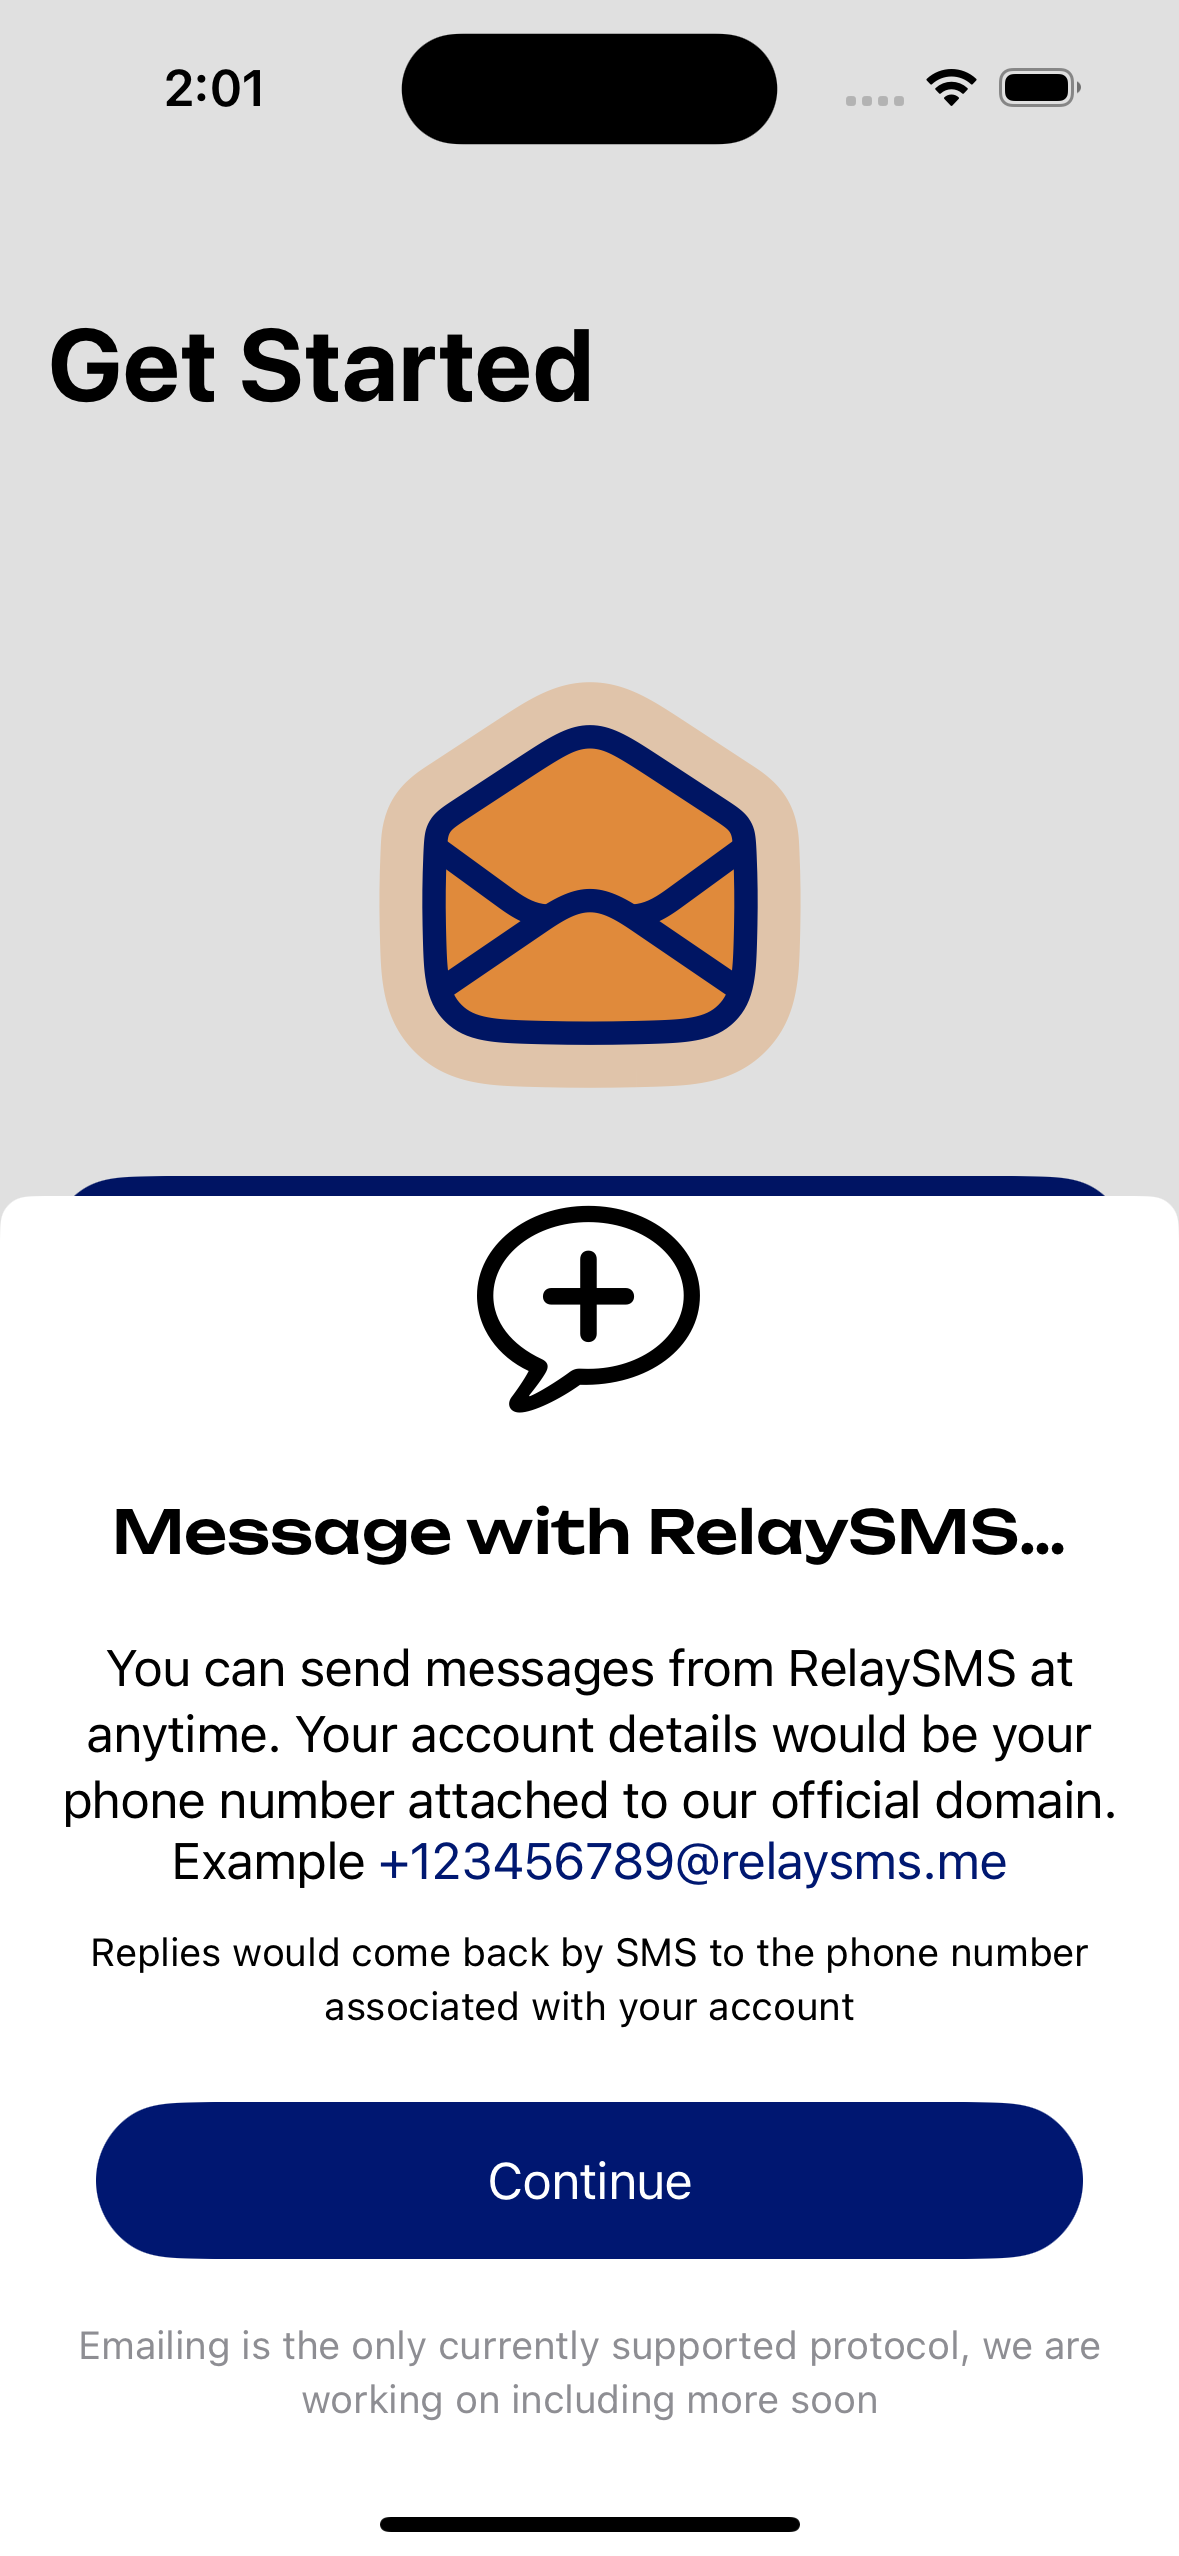 2:01
Get Started
Message with RelaySMS...
You can send messages from RelaySMS at
anytime. Your account details would be your
phone number attached to our official domain.
Example +123456789@relaysms.me
Replies would come back by SMS to the phone number
associated with your account
Continue
Emailing is the only currently supported protocol, we are
working on including more soon